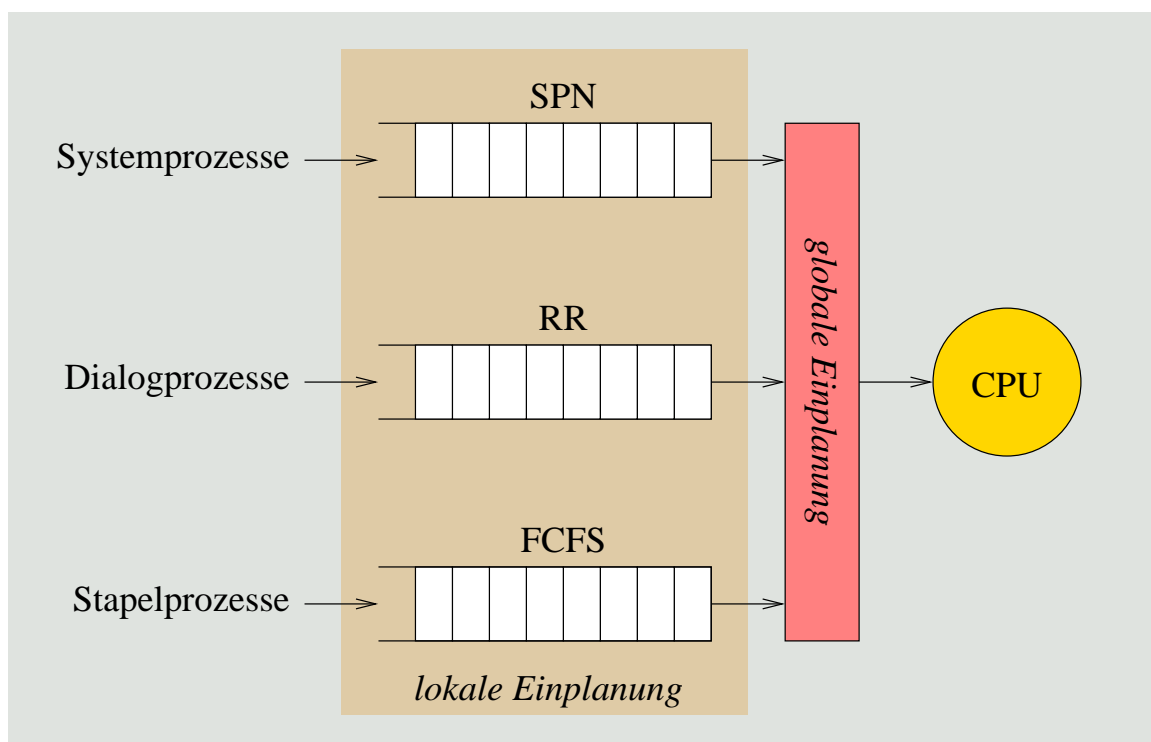 SPN
Systemprozesse
RR
Dialogprozesse
globale Einplanung
CPU
FCFS
Stapelprozesse
lokale Einplanung